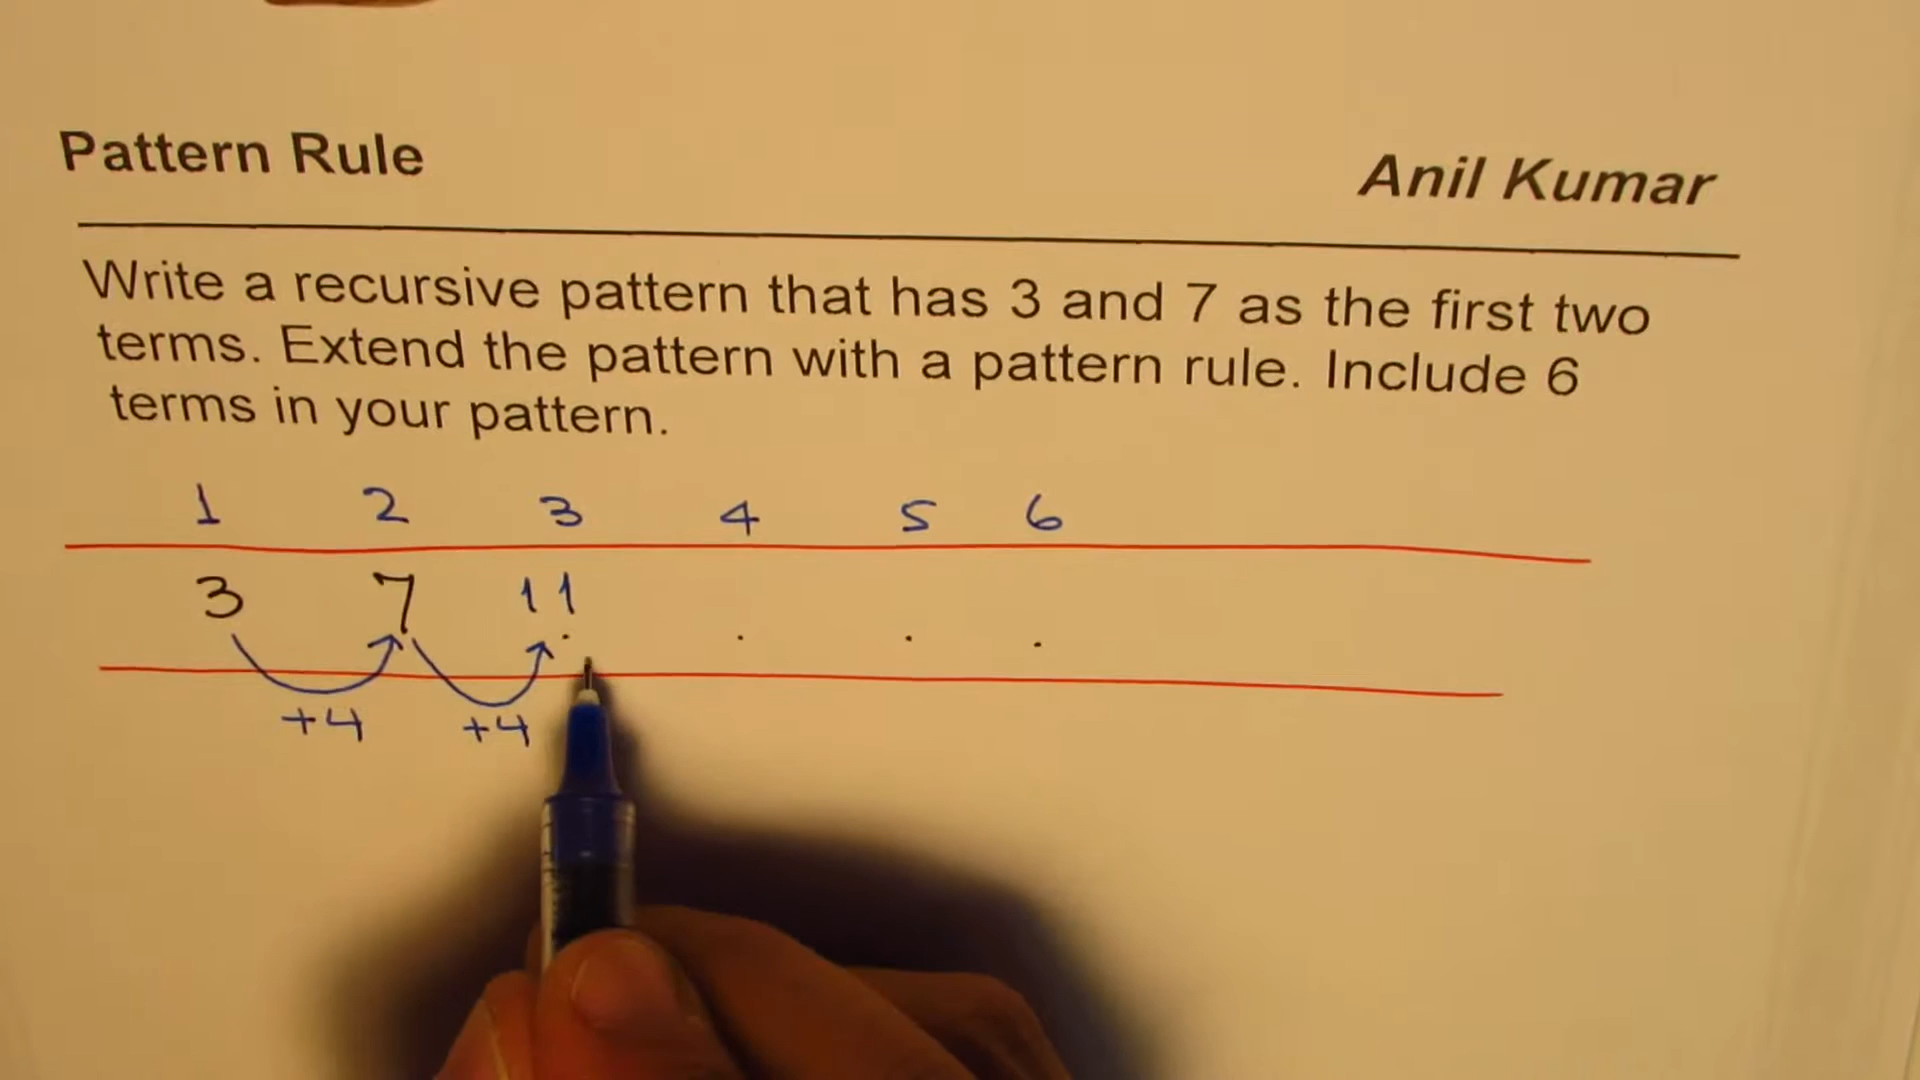 Pattern Rule
Anil Kumar
Write a recursive pattern that has 3 and 7 as the first two
terms. Extend the pattern with a pattern rule. Include 6
terms in your pattern.
1 2 3 4 5 6
3 7 11 . . . .
+4 +4